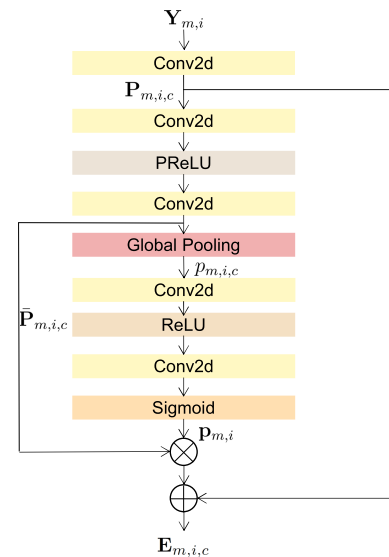 Y_{m,i}
Conv2d
P_{m,i,c}
Conv2d
PReLU
Conv2d
Global Pooling
p_{m,i,c}
Conv2d
P̄_{m,i,c}
ReLU
Conv2d
Sigmoid
p_{m,i}
E_{m,i,c}